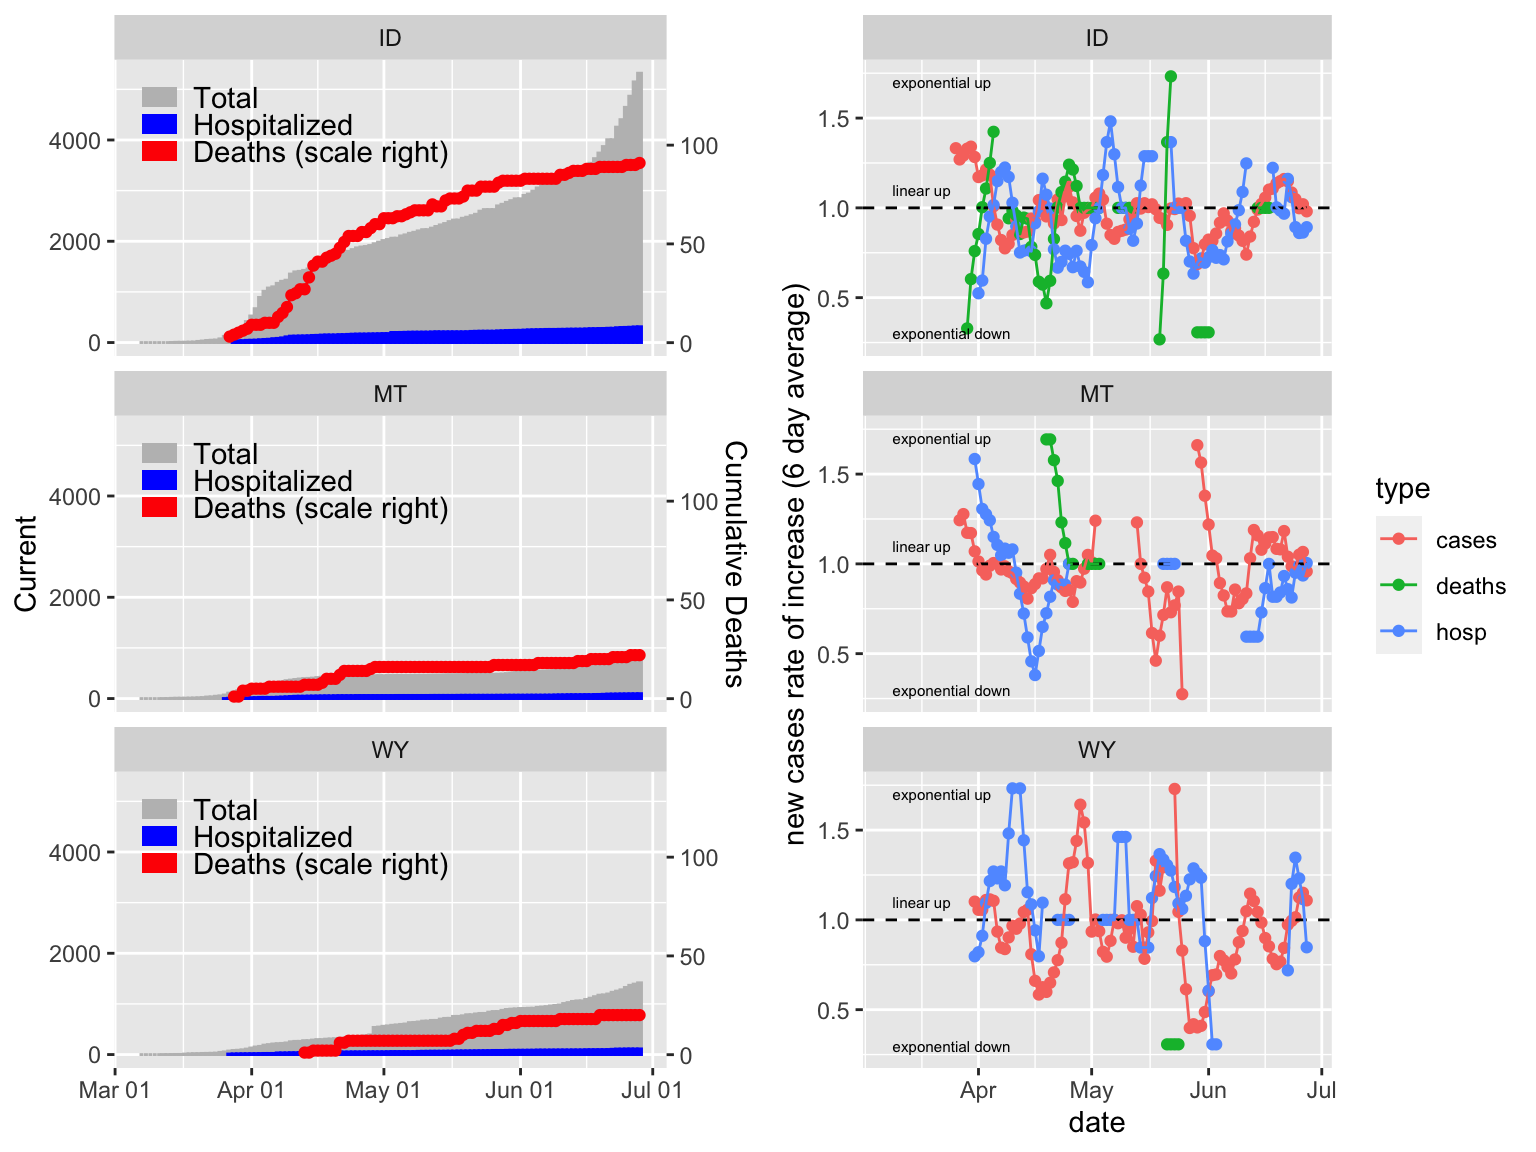 ID
Total
Hospitalized
Deaths (scale right)
4000
2000
0
100
50
0
MT
Total
Hospitalized
Deaths (scale right)
4000
2000
0
100
50
0
WY
Total
Hospitalized
Deaths (scale right)
4000
2000
0
100
50
0
Mar 01
Apr 01
May 01
Jun 01
Jul 01
Current
Cumulative Deaths
new cases rate of increase (6 day average)
ID
exponential up
linear up
exponential down
1.5
1.0
0.5
MT
exponential up
linear up
exponential down
1.5
1.0
0.5
WY
exponential up
linear up
exponential down
1.5
1.0
0.5
Apr
May
Jun
Jul
date
type
cases
deaths
hosp